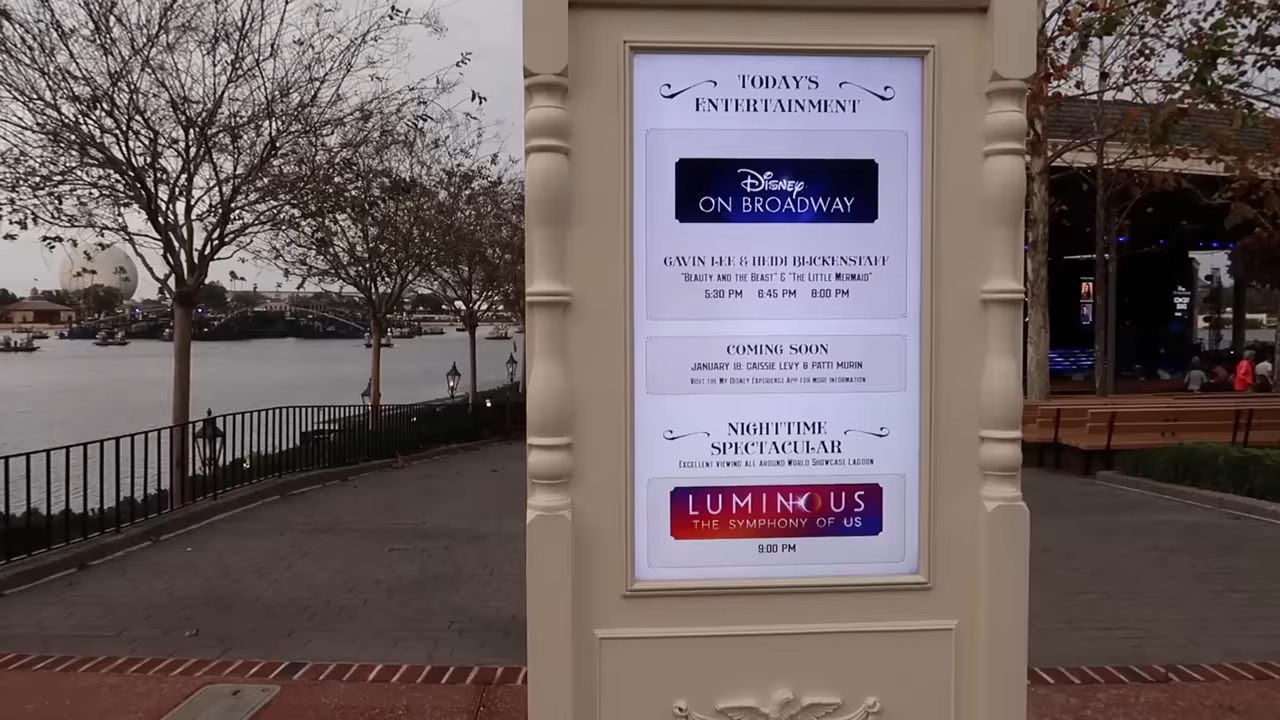 TODAY'S
ENTERTAINMENT
Disney
ON BROADWAY
GAVIN LEE & HEIDI BLICKENSTAFF
"BEAUTY AND THE BEAST" & "THE LITTLE MERMAID"
5:30 PM 6:45 PM 8:00 PM
COMING SOON
JANUARY 18: CAISSIE LEVY & PATTI MURIN
VISIT THE MY DISNEY EXPERIENCE APP FOR MORE INFORMATION
NIGHTTIME
SPECTACULAR
EXCELLENT VIEWING ALL AROUND WORLD SHOWCASE LAGOON
LUMINOUS
THE SYMPHONY OF US
9:00 PM